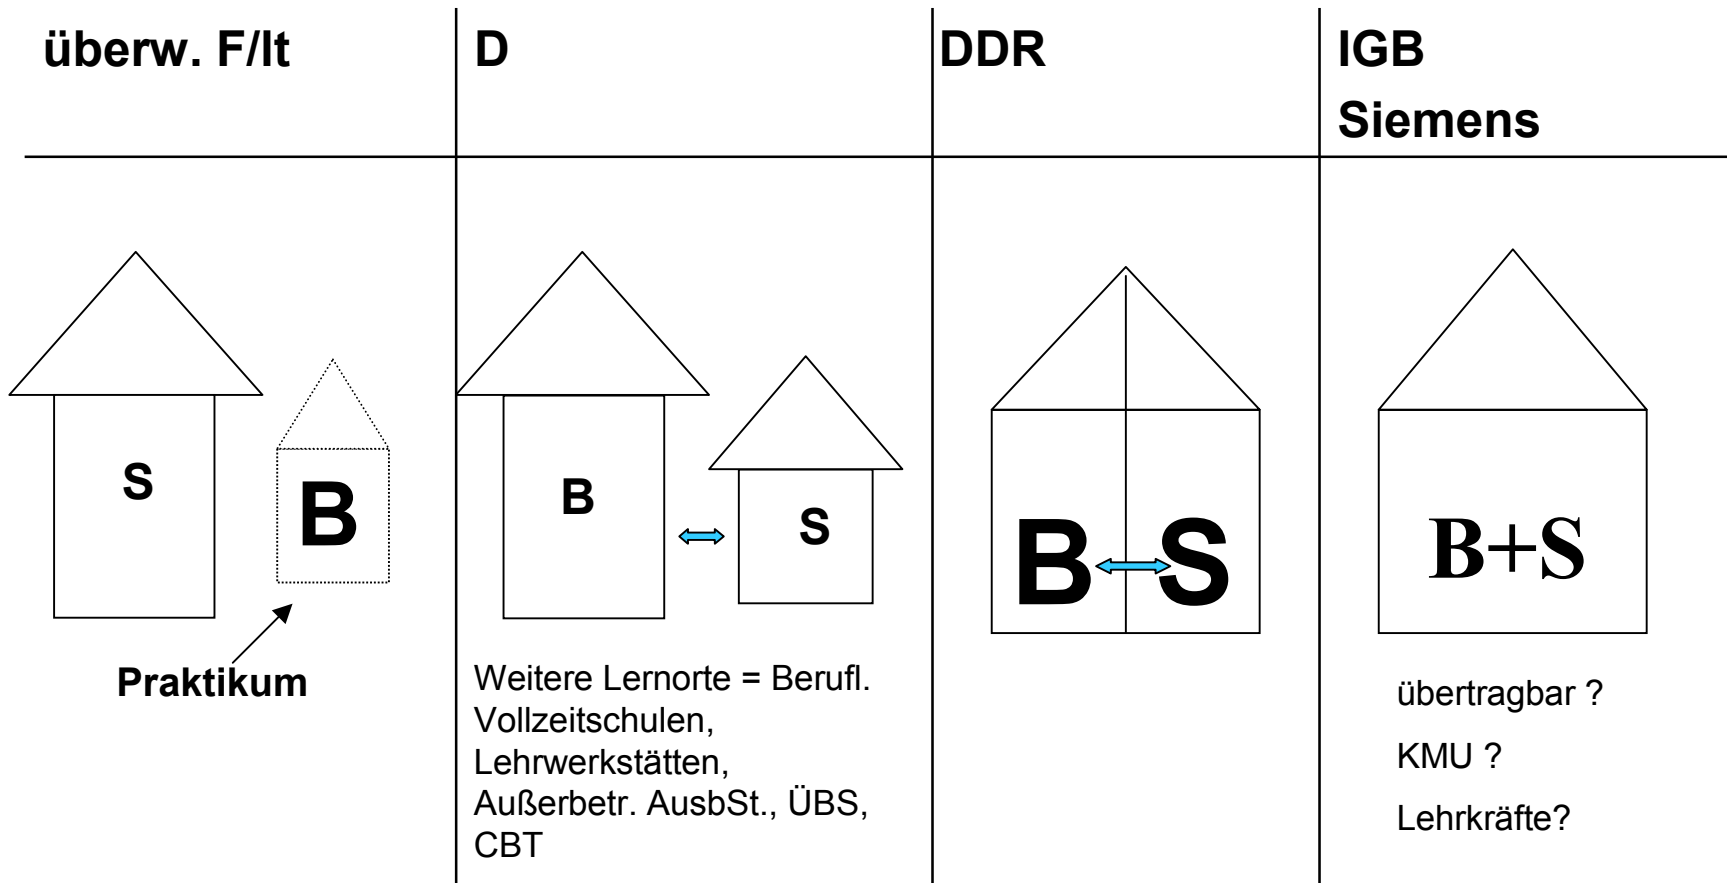 überw. F/It
D
DDR
IGB
Siemens
S
B
Praktikum
B
S
Weitere Lernorte = Berufl.
Vollzeitschulen,
Lehrwerkstätten,
Außerbetr. AusbSt., ÜBS,
CBT
B
S
B+S
übertragbar ?
KMU ?
Lehrkräfte?